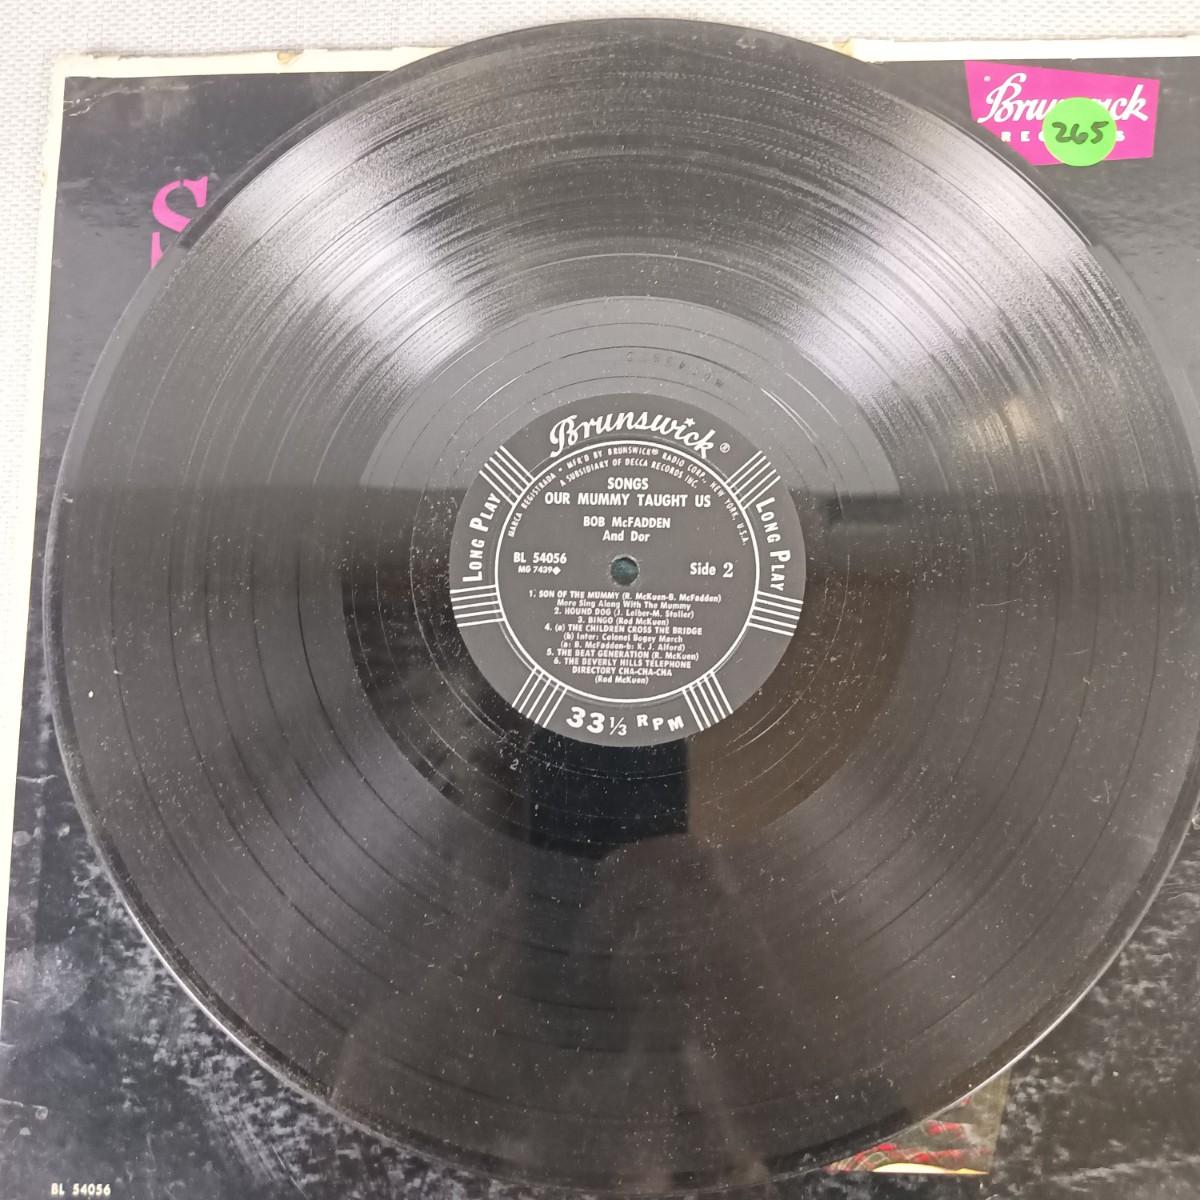 Brunswick
RECORDS
265
S
Brunswick®
MARCA REGISTRADA • MFR'D BY BRUNSWICK® RADIO CORP., NEW YORK, U.S.A.
A SUBSIDIARY OF DECCA RECORDS INC.
LONG PLAY
LONG PLAY
SONGS
OUR MUMMY TAUGHT US
BOB McFADDEN
And Dor
BL 54056
MG 7439◆
Side 2
1. SON OF THE MUMMY (R. McKuen-B. McFadden)
More Sing Along With The Mummy
2. HOUND DOG (J. Leiber-M. Stoller)
3. BINGO (Rod McKuen)
4. (a) THE CHILDREN CROSS THE BRIDGE
(b) Inter: Colonel Bogey March
(a: B. McFadden-b: K. J. Alford)
5. THE BEAT GENERATION (R. McKuen)
6. THE BEVERLY HILLS TELEPHONE
DIRECTORY CHA-CHA-CHA
(Rod McKuen)
33 1/3 RPM
2
BL 54056